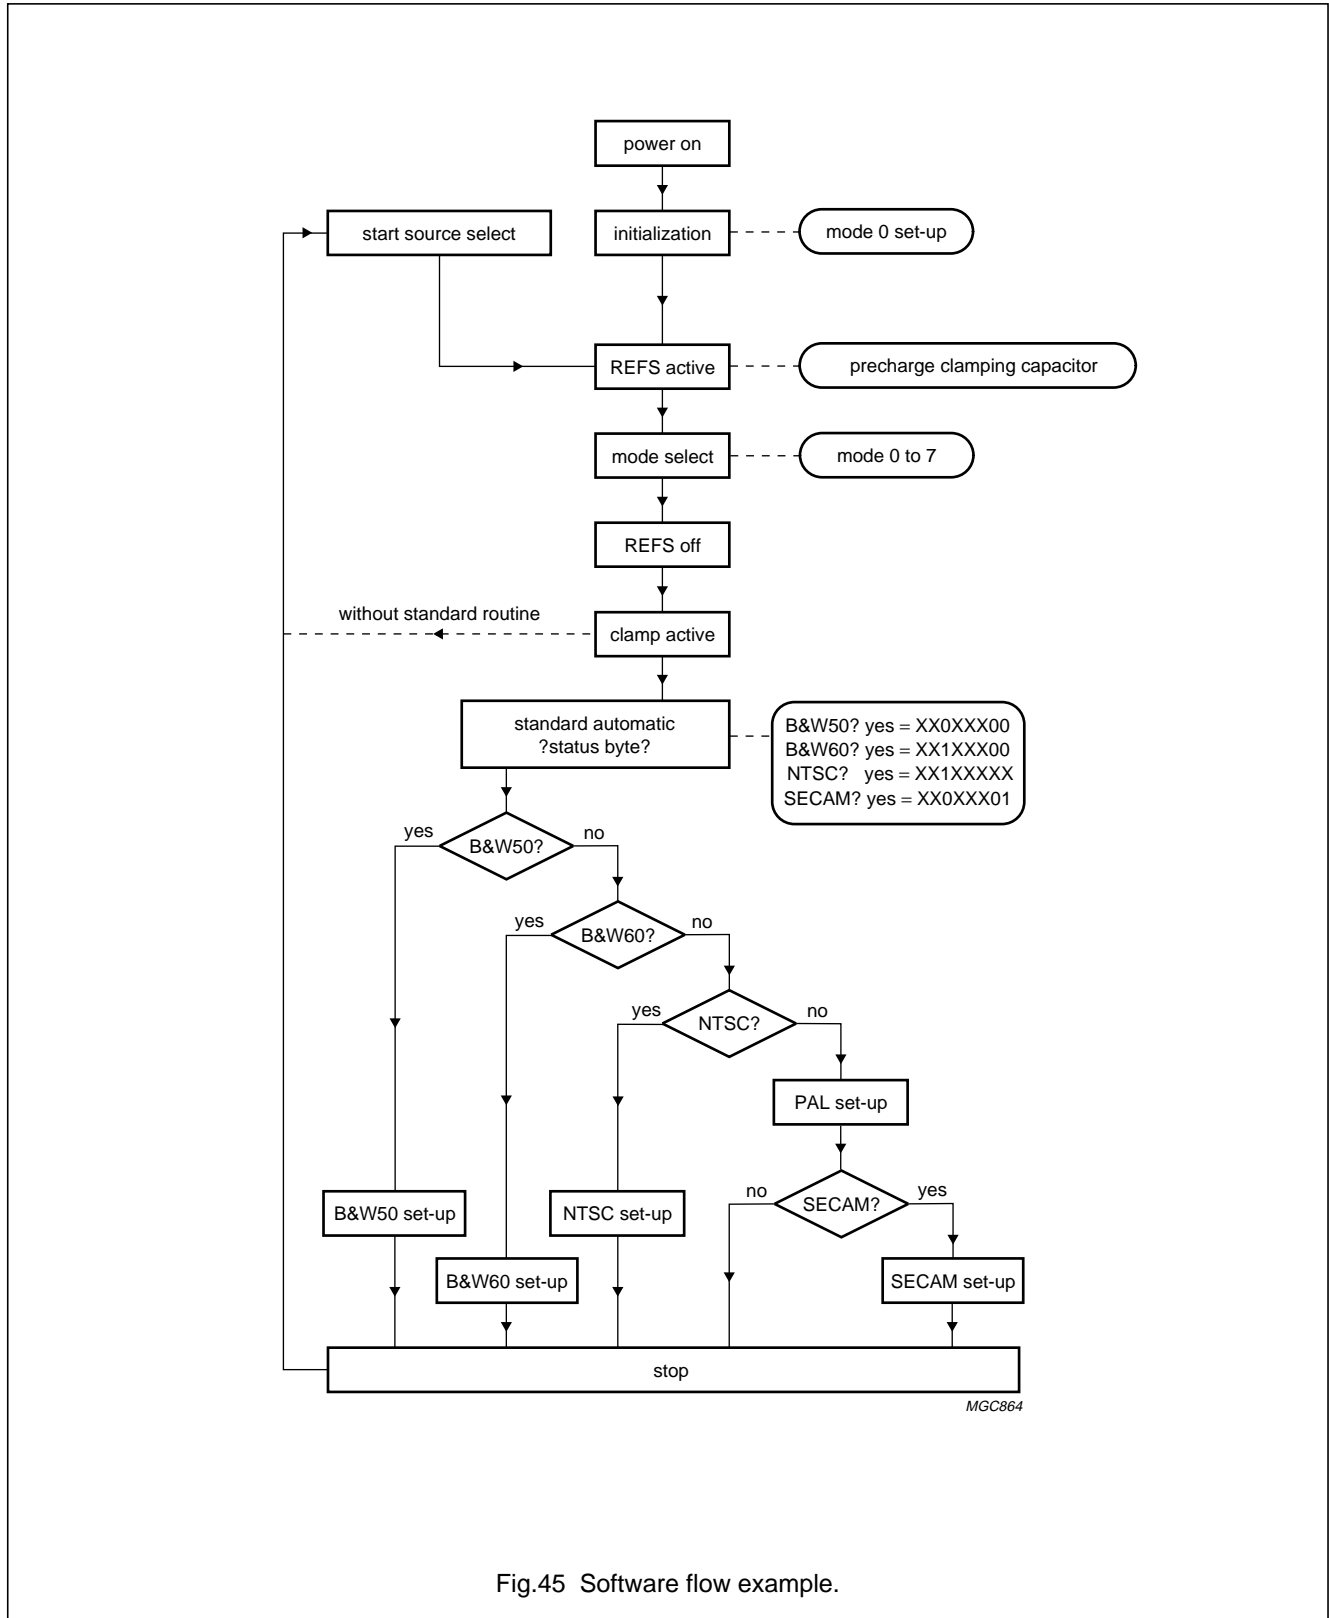 power on
start source select
initialization
mode 0 set-up
REFS active
precharge clamping capacitor
mode select
mode 0 to 7
REFS off
without standard routine
clamp active
standard automatic
?status byte?
B&W50? yes = XX0XXX00
B&W60? yes = XX1XXX00
NTSC? yes = XX1XXXXX
SECAM? yes = XX0XXX01
yes
B&W50?
no
yes
B&W60?
no
yes
NTSC?
no
PAL set-up
no
SECAM?
yes
B&W50 set-up
NTSC set-up
B&W60 set-up
SECAM set-up
stop
MGC864
Fig.45 Software flow example.